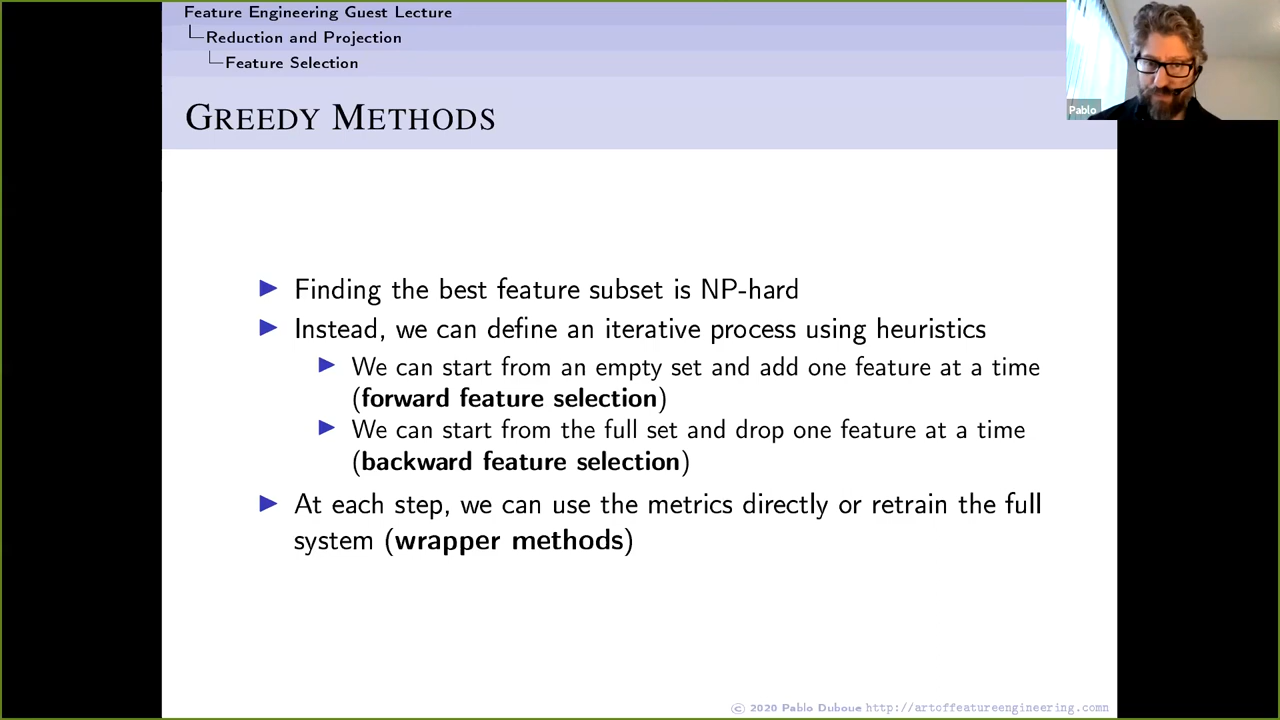 Feature Engineering Guest Lecture
Reduction and Projection
Feature Selection
GREEDY METHODS
Pablo
Finding the best feature subset is NP-hard
Instead, we can define an iterative process using heuristics
We can start from an empty set and add one feature at a time
(forward feature selection)
We can start from the full set and drop one feature at a time
(backward feature selection)
At each step, we can use the metrics directly or retrain the full
system (wrapper methods)
© 2020 Pablo Duboue http://artoffeatureengineering.comn